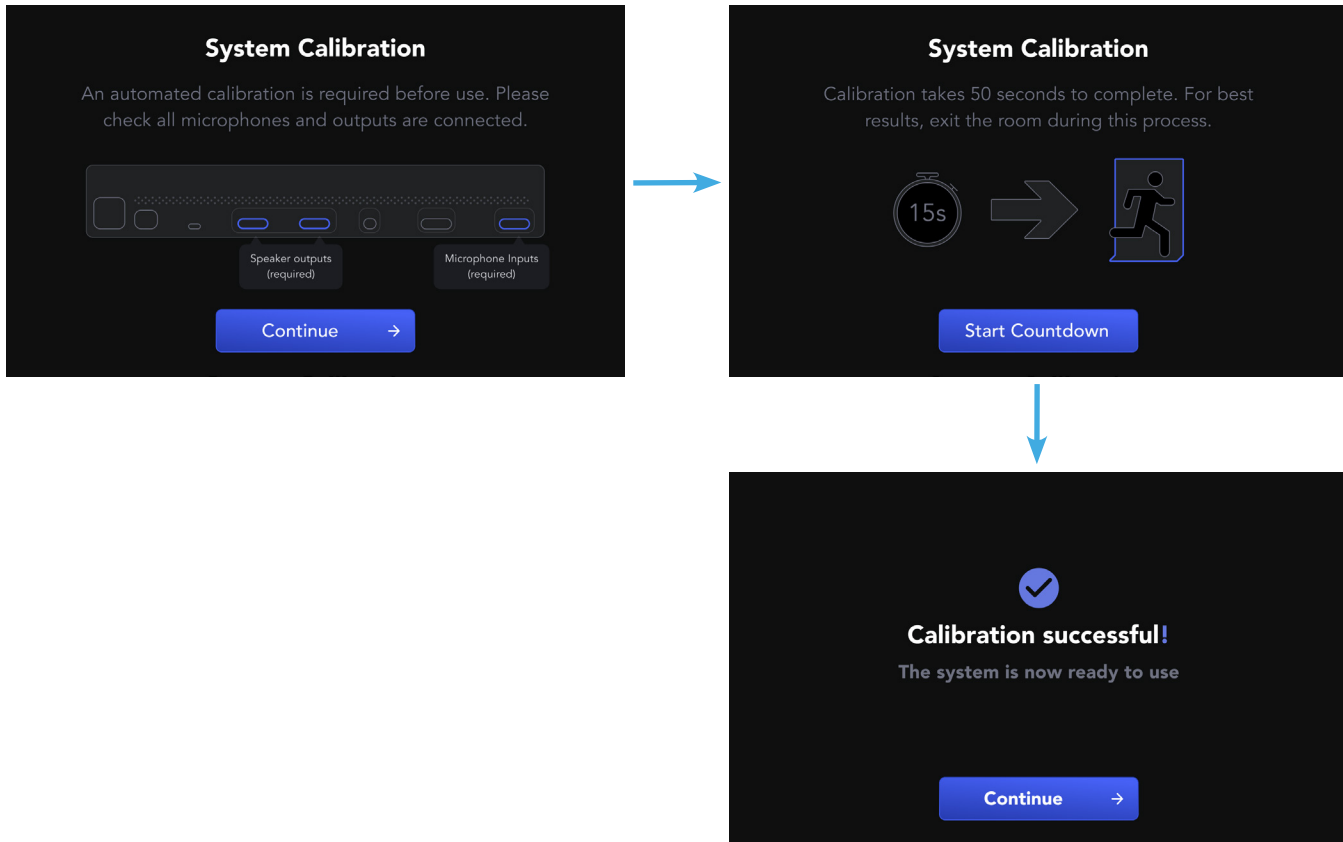 System Calibration
An automated calibration is required before use. Please
check all microphones and outputs are connected.
Speaker outputs
(required)
Microphone Inputs
(required)
Continue
System Calibration
Calibration takes 50 seconds to complete. For best
results, exit the room during this process.
15s
Start Countdown
Calibration successful!
The system is now ready to use
Continue